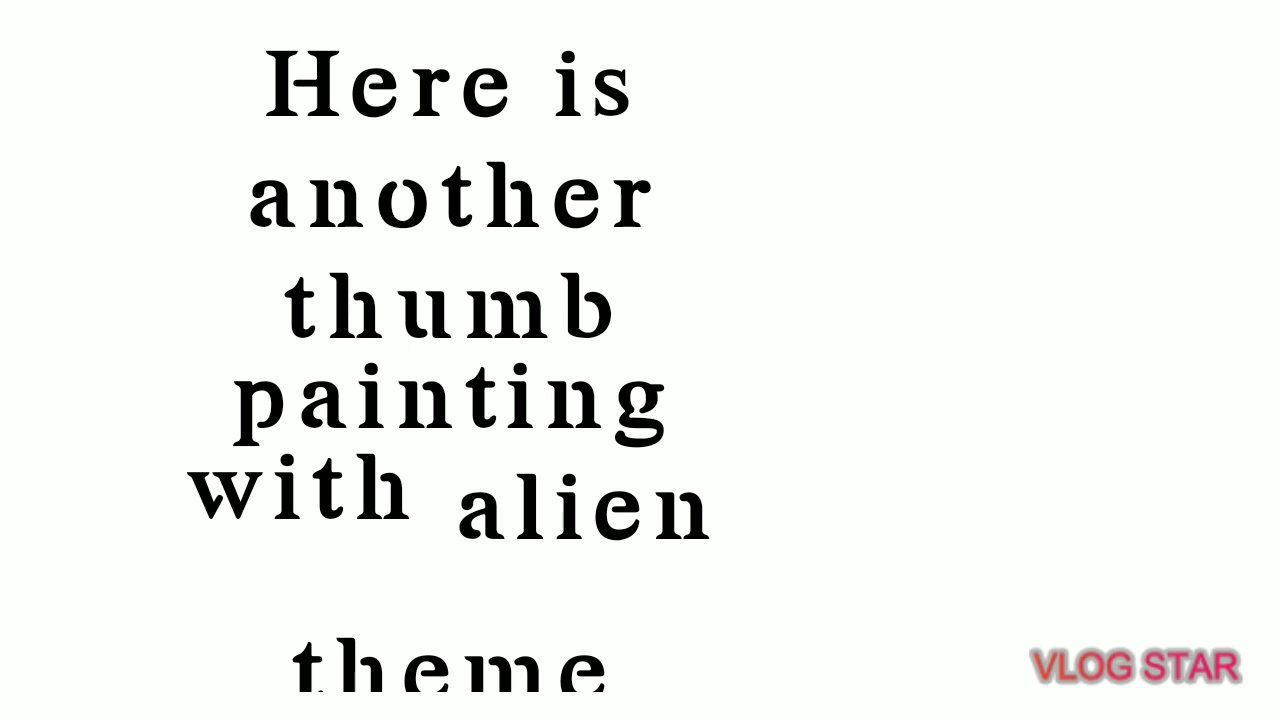 Here is
another
thumb
painting
with alien
theme
VLOG STAR